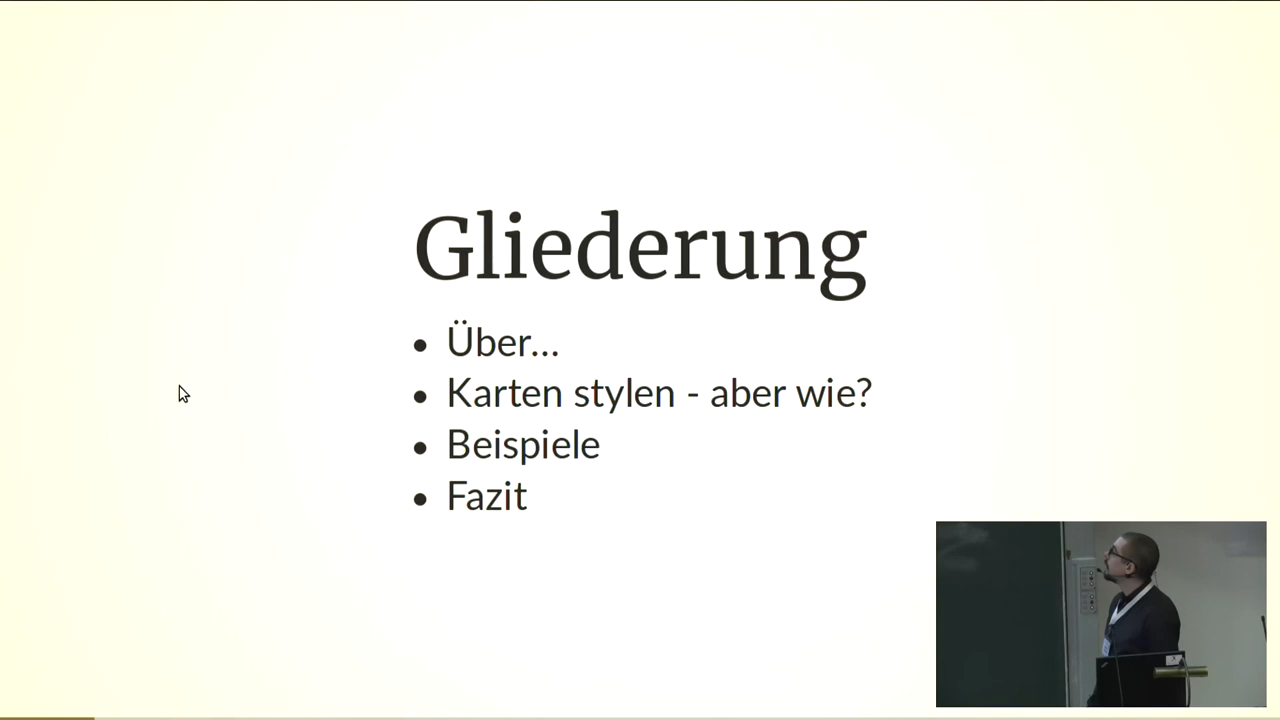 Gliederung
Über...
Karten stylen - aber wie?
Beispiele
Fazit